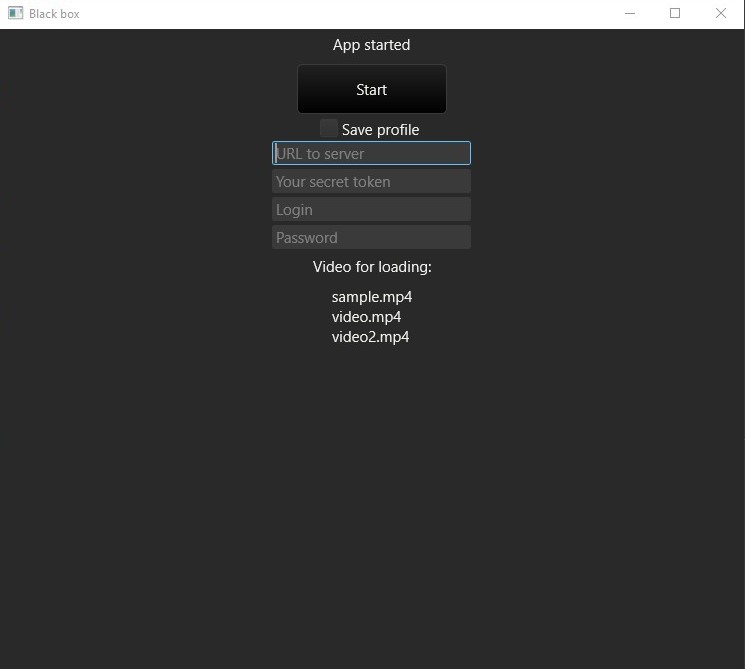 Black box
App started
Start
Save profile
URL to server
Your secret token
Login
Password
Video for loading:
sample.mp4
video.mp4
video2.mp4